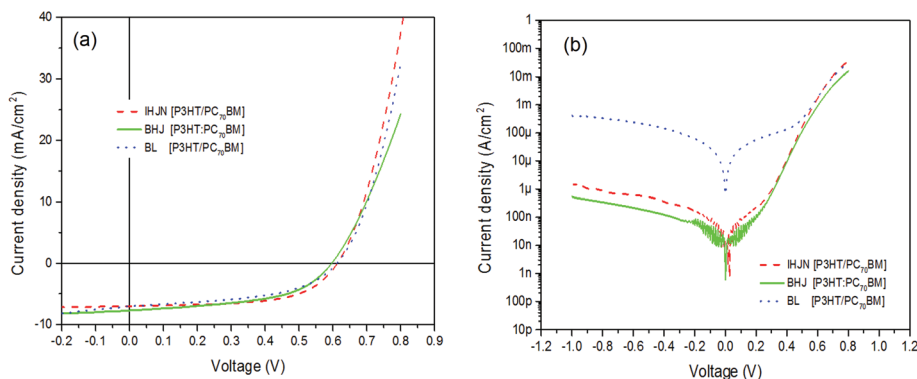 (a)
Current density (mA/cm²)
40
30
20
10
0
-10
IHJN [P3HT/PC₇₀BM]
BHJ [P3HT:PC₇₀BM]
BL [P3HT/PC₇₀BM]
-0.2 -0.1 0.0 0.1 0.2 0.3 0.4 0.5 0.6 0.7 0.8 0.9
Voltage (V)
(b)
Current density (A/cm²)
100m
10m
1m
100μ
10μ
1μ
100n
10n
1n
100p
10p
IHJN [P3HT/PC₇₀BM]
BHJ [P3HT:PC₇₀BM]
BL [P3HT/PC₇₀BM]
-1.2 -1.0 -0.8 -0.6 -0.4 -0.2 0.0 0.2 0.4 0.6 0.8 1.0 1.2
Voltage (V)